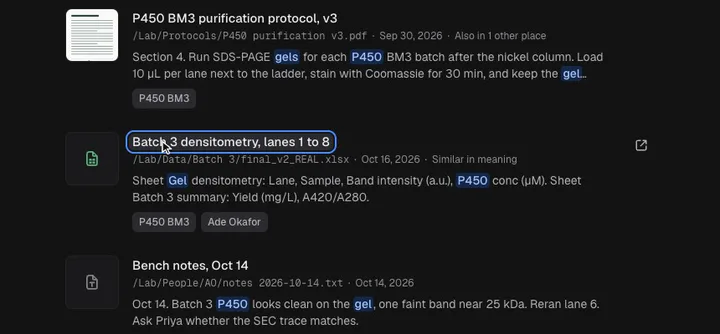 P450 BM3 purification protocol, v3
/Lab/Protocols/P450 purification v3.pdf · Sep 30, 2026 · Also in 1 other place
Section 4. Run SDS-PAGE gels for each P450 BM3 batch after the nickel column. Load
10 µL per lane next to the ladder, stain with Coomassie for 30 min, and keep the gel…
P450 BM3
Batch 3 densitometry, lanes 1 to 8
/Lab/Data/Batch 3/final_v2_REAL.xlsx · Oct 16, 2026 · Similar in meaning
Sheet Gel densitometry: Lane, Sample, Band intensity (a.u.), P450 conc (µM). Sheet
Batch 3 summary: Yield (mg/L), A420/A280.
P450 BM3 Ade Okafor
Bench notes, Oct 14
/Lab/People/AO/notes 2026-10-14.txt · Oct 14, 2026
Oct 14. Batch 3 P450 looks clean on the gel, one faint band near 25 kDa. Reran lane 6.
Ask Priya whether the SEC trace matches.